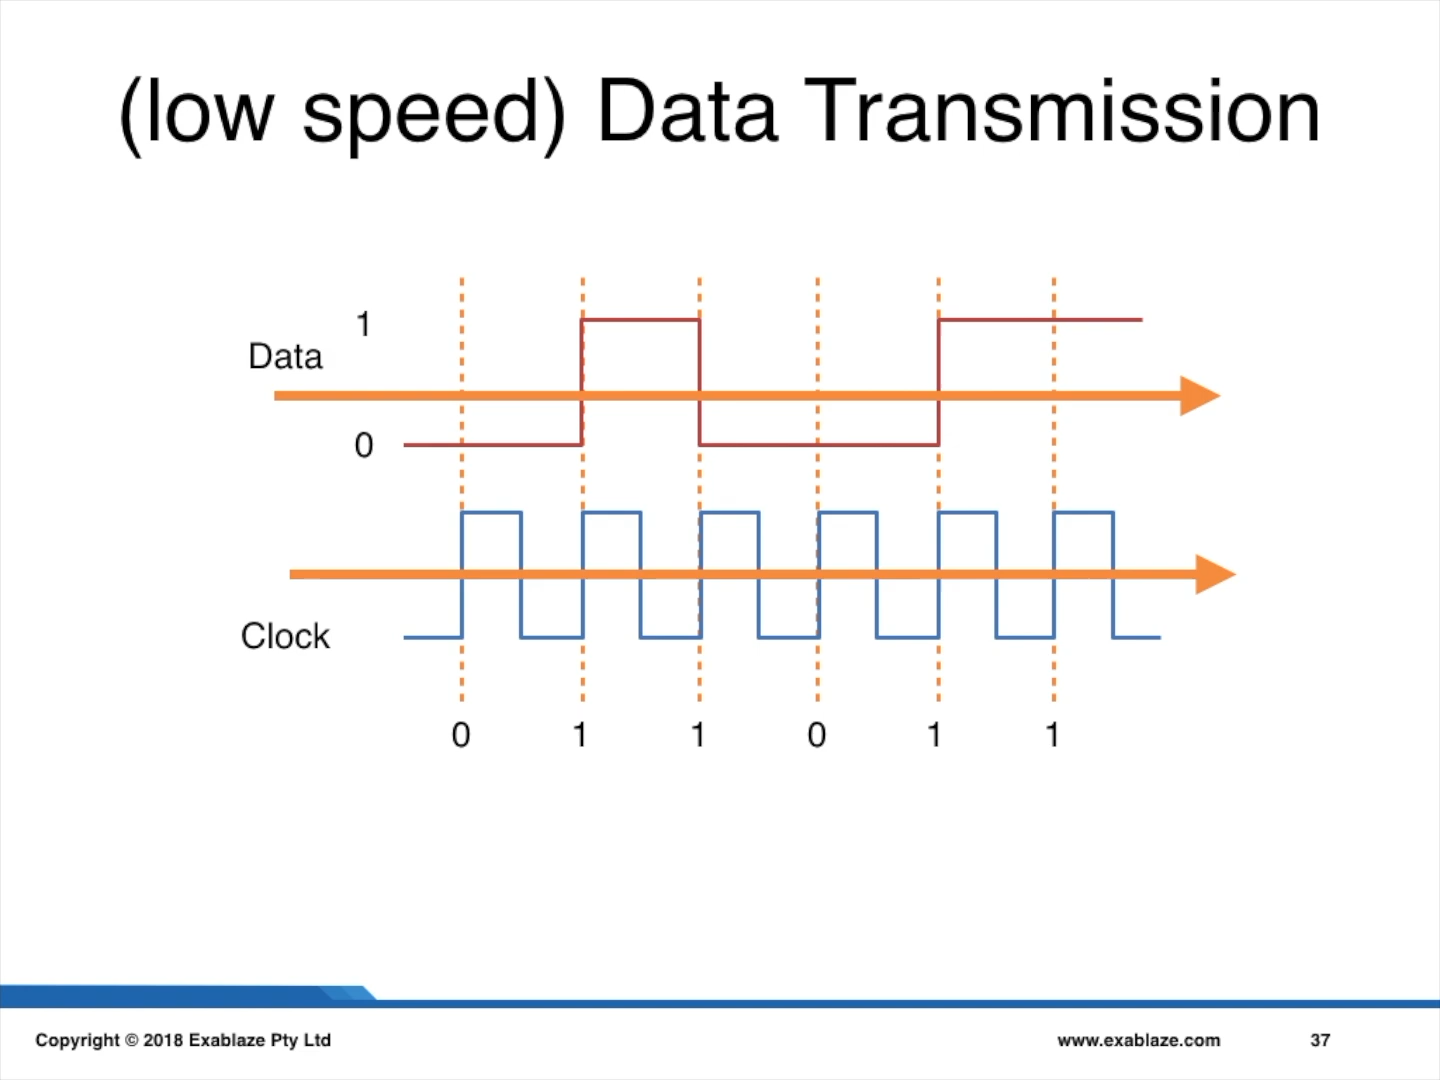 (low speed) Data Transmission
1
Data
0
Clock
0 1 1 0 1 1
Copyright © 2018 Exablaze Pty Ltd
www.exablaze.com
37